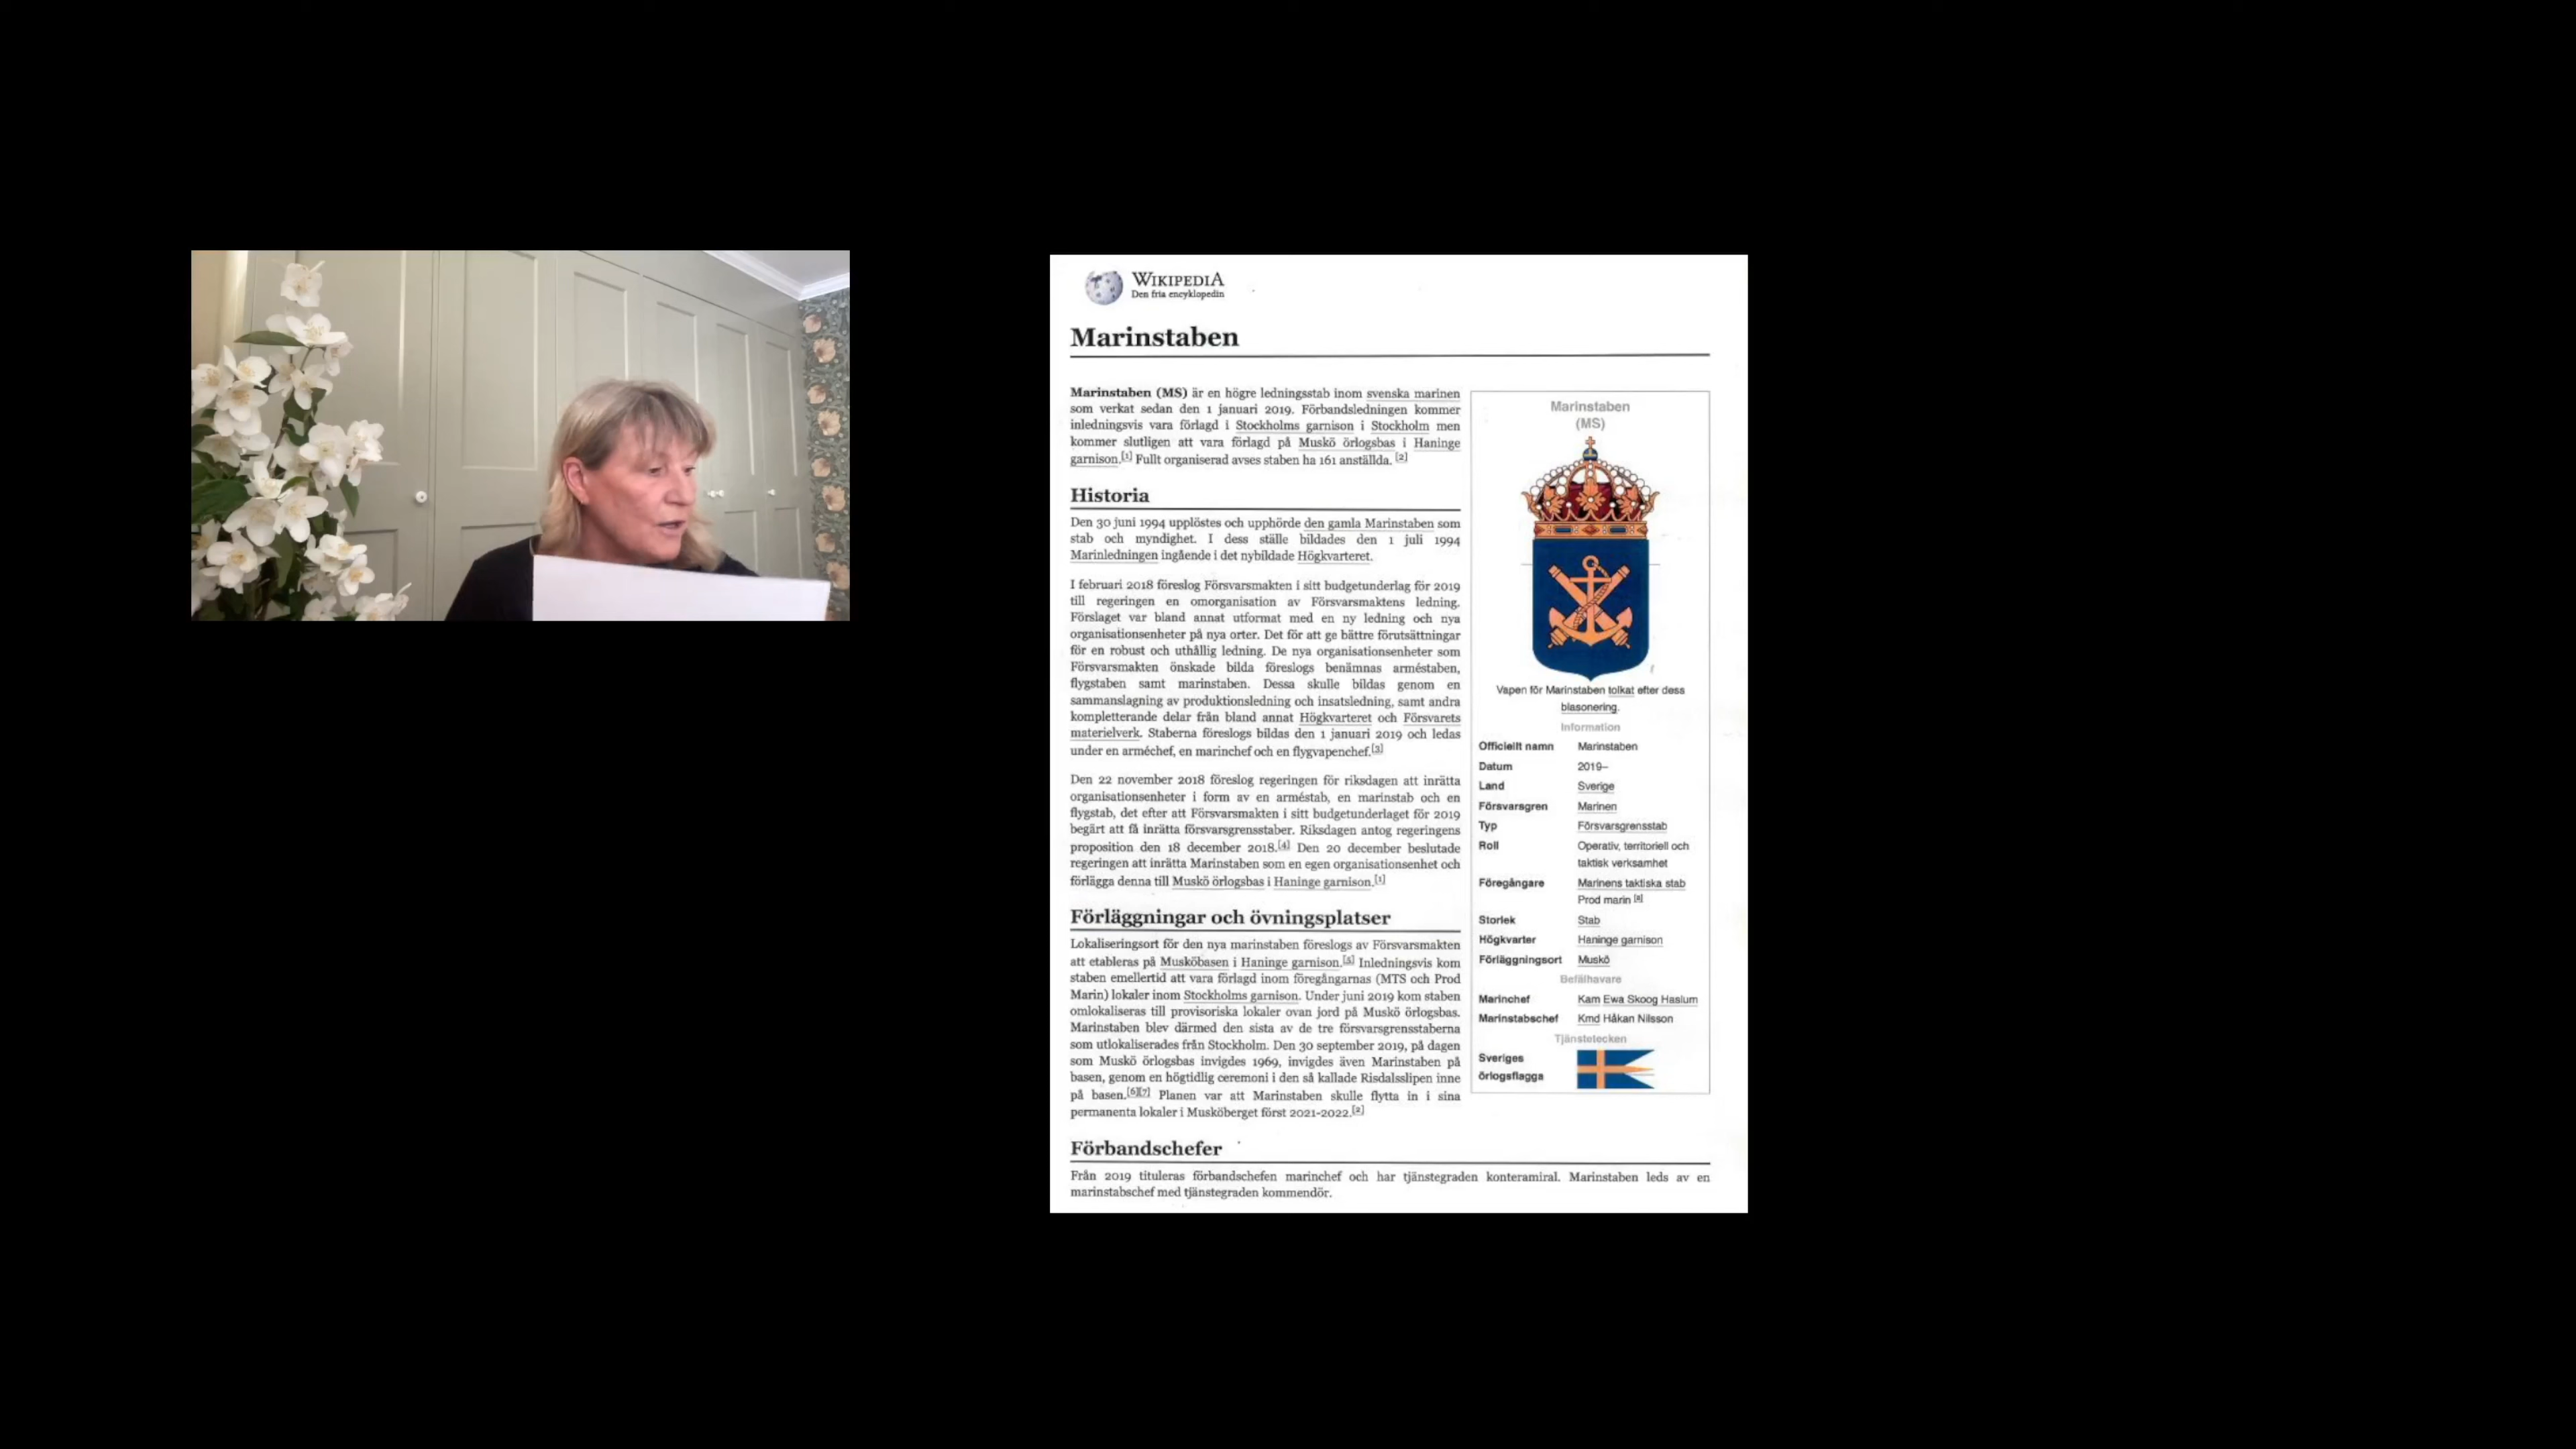 WIKIPEDIA
Den fria encyklopedin
Marinstaben
Marinstaben (MS) är en högre ledningsstab inom svenska marinen
som verkat sedan den 1 januari 2019. Förbandsledningen kommer
inledningsvis vara förlagd i Stockholms garnison i Stockholm men
kommer slutligen att vara förlagd på Muskö örlogsbas i Haninge
garnison.[1] Fullt organiserad avses staben ha 161 anställda. [2]
Historia
Den 30 juni 1994 upplöstes och upphörde den gamla Marinstaben som
stab och myndighet. I dess ställe bildades den 1 juli 1994
Marinledningen ingående i det nybildade Högkvarteret.
I februari 2018 föreslog Försvarsmakten i sitt budgetunderlag för 2019
till regeringen en omorganisation av Försvarsmaktens ledning.
Förslaget var bland annat utformat med en ny ledning och nya
organisationsenheter på nya orter. Det för att ge bättre förutsättningar
för en robust och uthållig ledning. De nya organisationsenheter som
Försvarsmakten önskade bilda föreslogs benämnas arméstaben,
flygstaben samt marinstaben. Dessa skulle bildas genom en
sammanslagning av produktionsledning och insatsledning, samt andra
kompletterande delar från bland annat Högkvarteret och Försvarets
materielverk. Staberna föreslogs bildas den 1 januari 2019 och ledas
under en arméchef, en marinchef och en flygvapenchef.[3]
Den 22 november 2018 föreslog regeringen för riksdagen att inrätta
organisationsenheter i form av en arméstab, en marinstab och en
flygstab, det efter att Försvarsmakten i sitt budgetunderlaget för 2019
begärt att få inrätta försvarsgrensstaber. Riksdagen antog regeringens
proposition den 18 december 2018.[4] Den 20 december beslutade
regeringen att inrätta Marinstaben som en egen organisationsenhet och
förlägga denna till Muskö örlogsbas i Haninge garnison.[1]
Förläggningar och övningsplatser
Lokaliseringsort för den nya marinstaben föreslogs av Försvarsmakten
att etableras på Musköbasen i Haninge garnison.[5] Inledningsvis kom
staben emellertid att vara förlagd inom föregångarnas (MTS och Prod
Marin) lokaler inom Stockholms garnison. Under juni 2019 kom staben
omlokaliseras till provisoriska lokaler ovan jord på Muskö örlogsbas.
Marinstaben blev därmed den sista av de tre försvarsgrensstaberna
som utlokaliserades från Stockholm. Den 30 september 2019, på dagen
som Muskö örlogsbas invigdes 1969, invigdes även Marinstaben på
basen, genom en högtidlig ceremoni i den så kallade Risdalsslipen inne
på basen.[6][7] Planen var att Marinstaben skulle flytta in i sina
permanenta lokaler i Musköberget först 2021-2022.[2]
Marinstaben
(MS)
Vapen för Marinstaben tolkat efter dess
blasonering.
Information
Officiellt namn Marinstaben
Datum 2019–
Land Sverige
Försvarsgren Marinen
Typ Försvarsgrensstab
Roll Operativ, territoriell och
taktisk verksamhet
Föregångare Marinens taktiska stab
Prod marin [a]
Storlek Stab
Högkvarter Haninge garnison
Förläggningsort Muskö
Befälhavare
Marinchef Kam Ewa Skoog Haslum
Marinstabschef Kmd Håkan Nilsson
Tjänstetecken
Sveriges
örlogsflagga
Förbandschefer
Från 2019 tituleras förbandschefen marinchef och har tjänstegraden konteramiral. Marinstaben leds av en
marinstabschef med tjänstegraden kommendör.